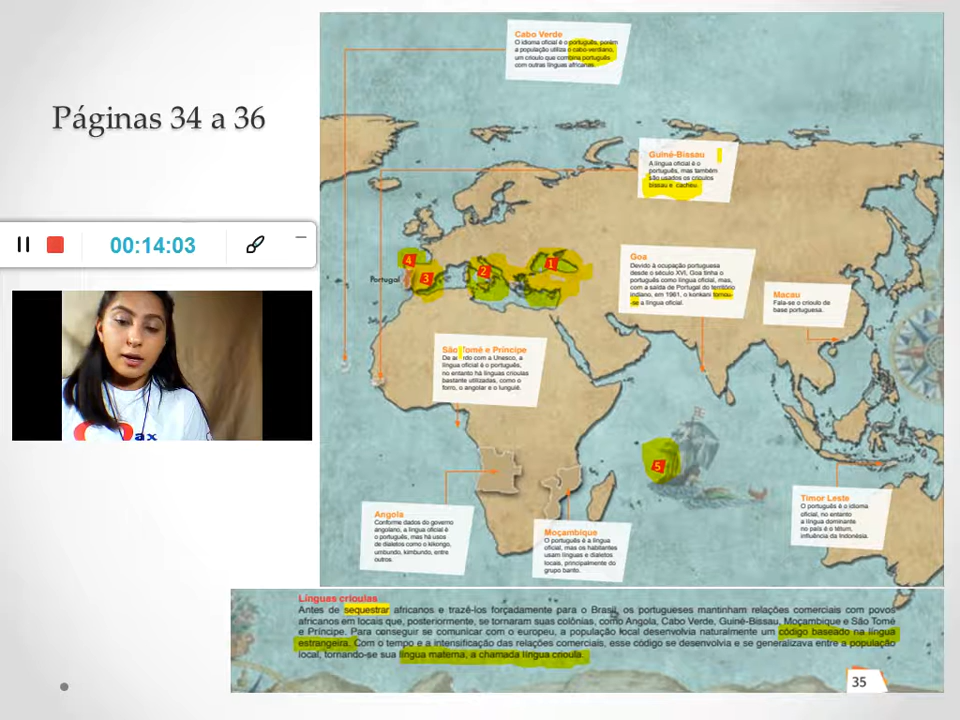 Páginas 34 a 36
00:14:03
Cabo Verde
O idioma oficial é o português, porém
a população utiliza o cabo-verdiano,
um crioulo que combina português
com outras línguas africanas.
Guiné-Bissau
A língua oficial é o
português, mas também
são usados os crioulos
bissau e cacheu.
Goa
Devido à ocupação portuguesa
desde o século XVI, Goa tinha o
português como língua oficial, mas,
com a saída de Portugal do território
indiano, em 1961, o konkani tornou-
-se a língua oficial.
Macau
Fala-se o crioulo de
base portuguesa.
4
3
2
1
Portugal
São Tomé e Príncipe
De rdo com a Unesco, a
língua oficial é o português,
no entanto há línguas crioulas
bastante utilizadas, como o
forro, o angolar e o lunguiê.
5
Angola
Conforme dados do governo
angolano, a língua oficial é
o português, mas há usos
de dialetos como o kikongo,
umbundo, kimbundo, entre
outros.
Moçambique
O português é a língua
oficial, mas os habitantes
usam línguas e dialetos
locais, principalmente do
grupo banto.
Timor Leste
O português é o idioma
oficial, no entanto
a língua dominante
no país é o tétum,
influência da Indonésia.
Línguas crioulas
Antes de sequestrar africanos e trazê-los forçadamente para o Brasil, os portugueses mantinham relações comerciais com povos
africanos em locais que, posteriormente, se tornaram suas colônias, como Angola, Cabo Verde, Guiné-Bissau, Moçambique e São Tomé
e Príncipe. Para conseguir se comunicar com o europeu, a população local desenvolvia naturalmente um código baseado na língua
estrangeira. Com o tempo e a intensificação das relações comerciais, esse código se desenvolvia e se generalizava entre a população
local, tornando-se sua língua materna, a chamada língua crioula.
35
ax